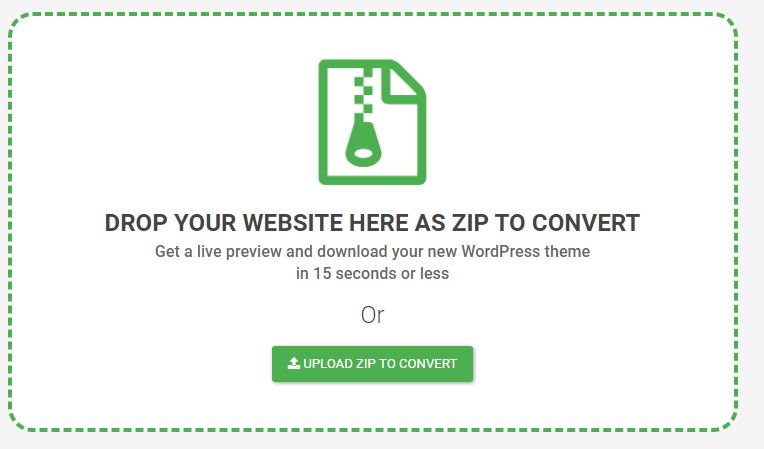 DROP YOUR WEBSITE HERE AS ZIP TO CONVERT
Get a live preview and download your new WordPress theme
in 15 seconds or less
Or
UPLOAD ZIP TO CONVERT